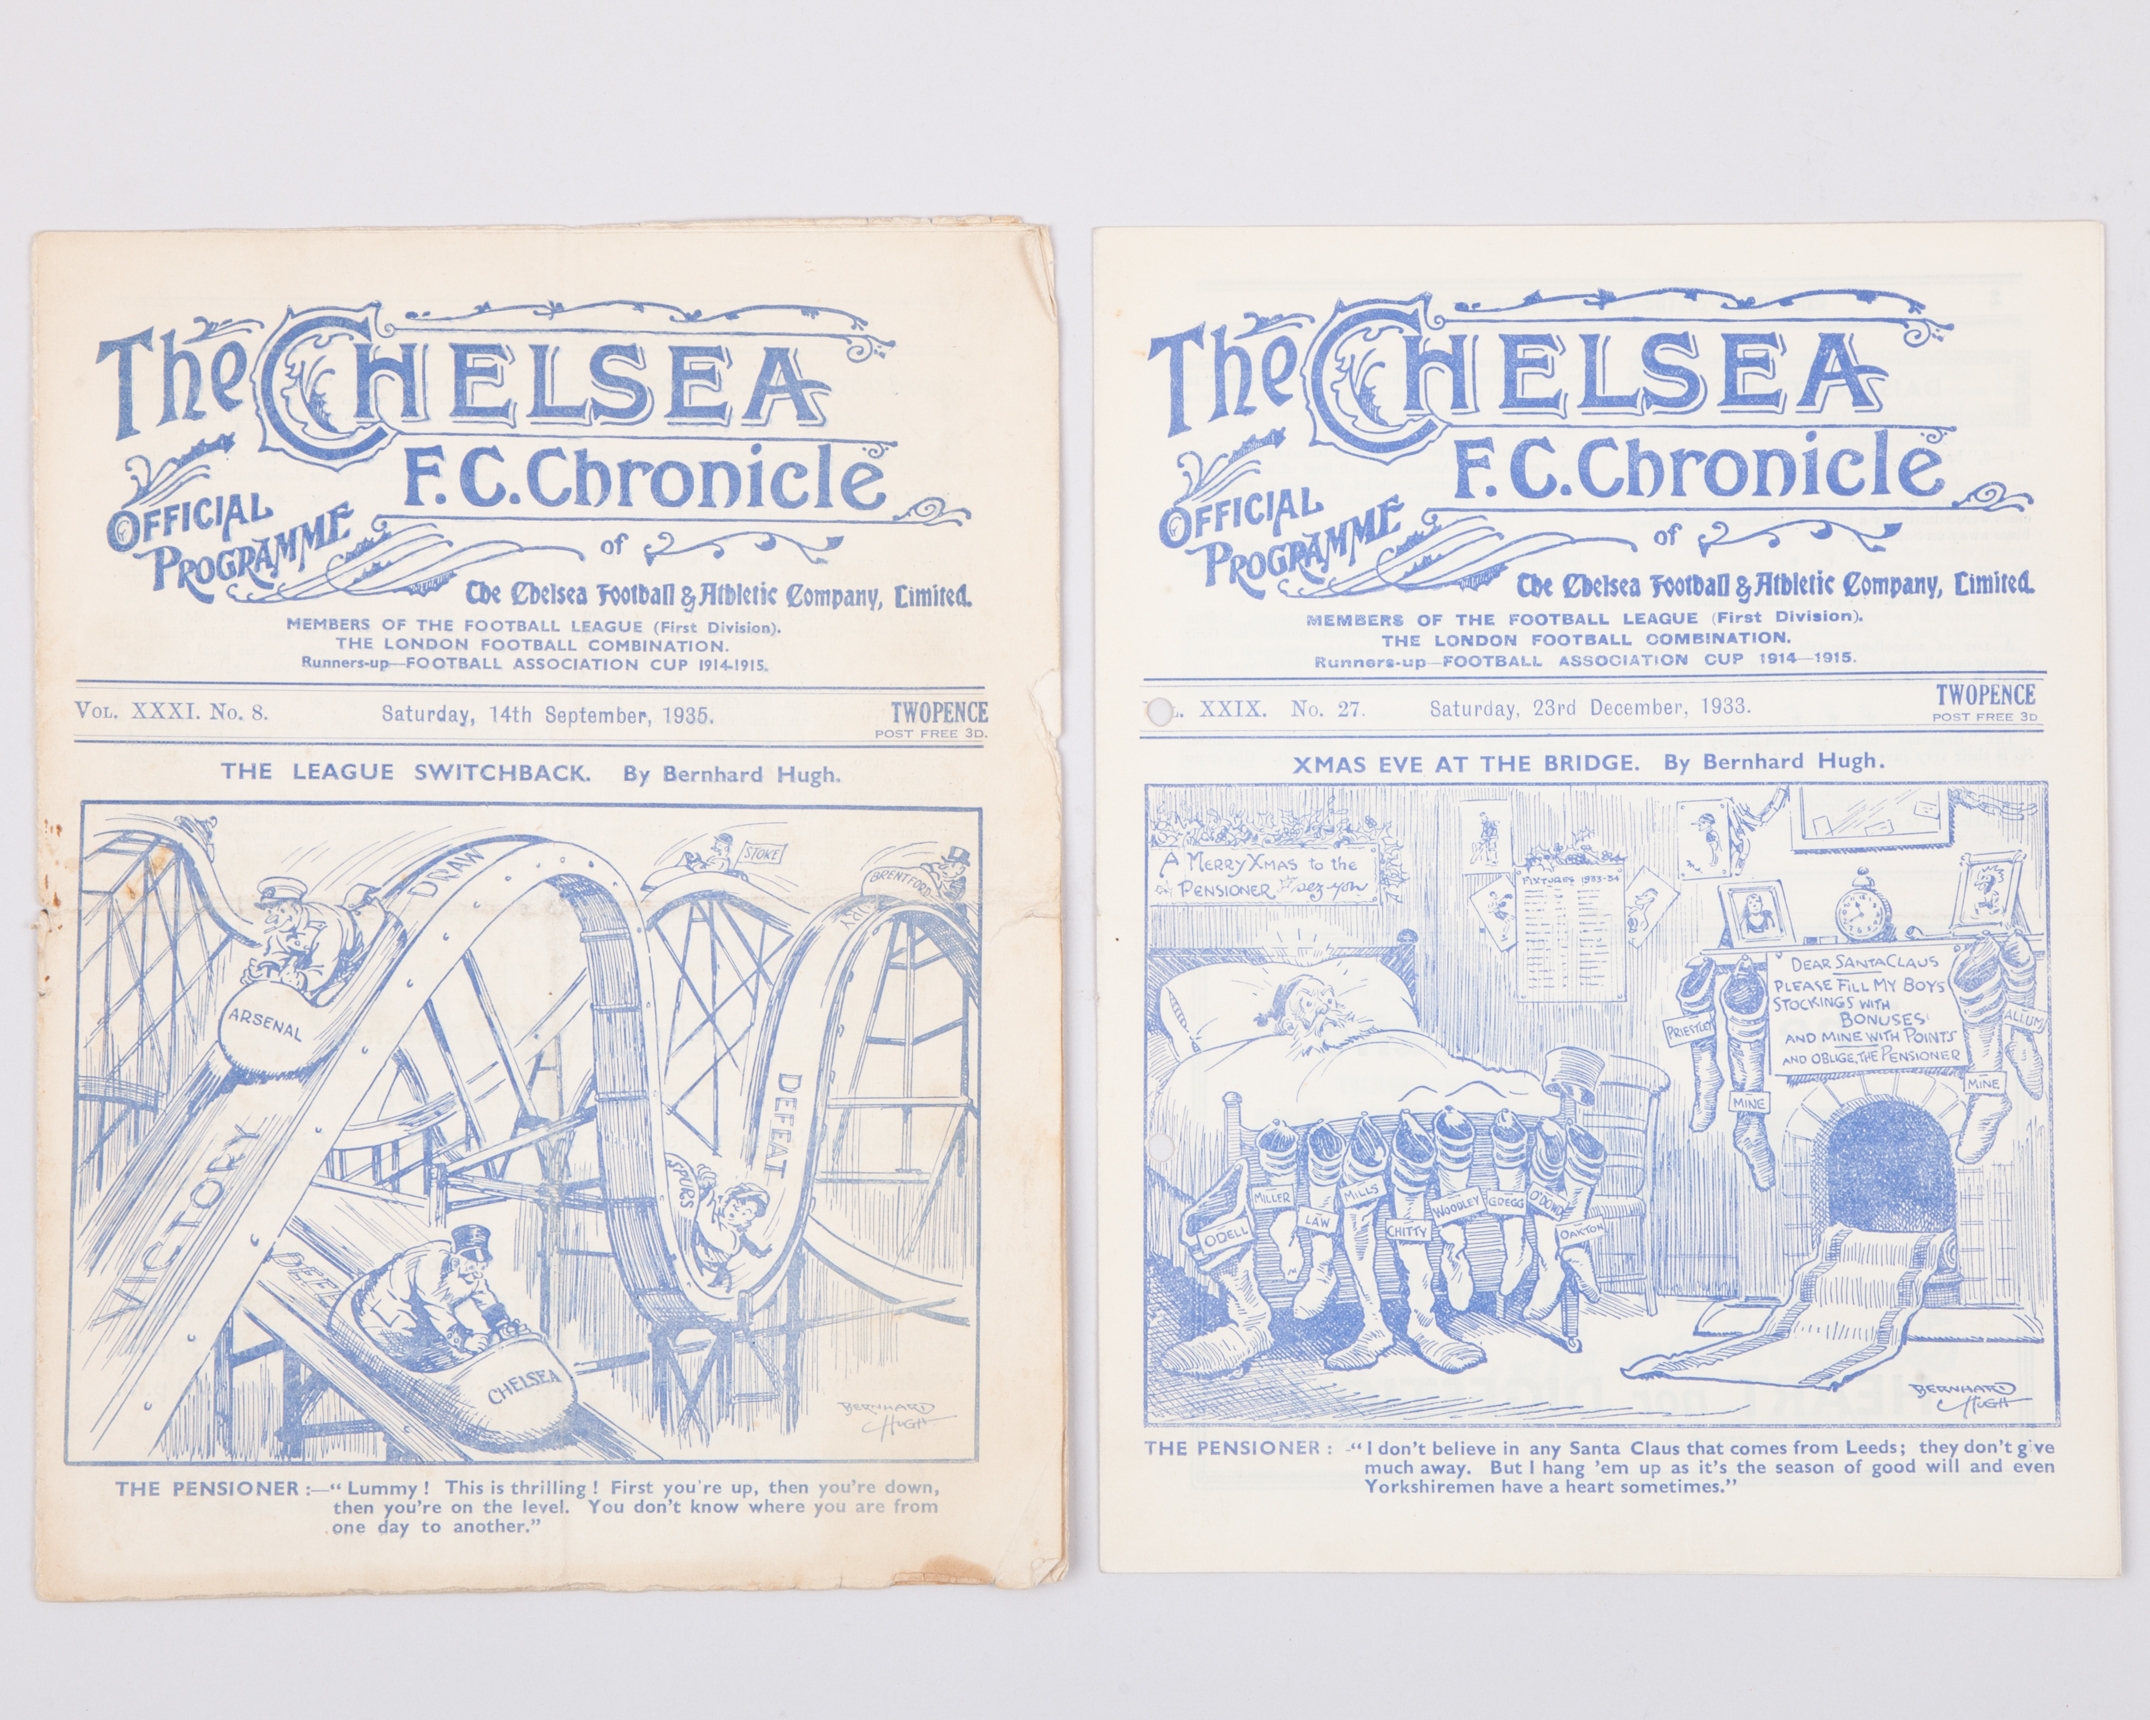 The CHELSEA
F.C. Chronicle
OFFICIAL
PROGRAMME
of
The Chelsea Football & Athletic Company, Limited.
MEMBERS OF THE FOOTBALL LEAGUE (First Division).
THE LONDON FOOTBALL COMBINATION.
Runners-up—FOOTBALL ASSOCIATION CUP 1914-1915.
VOL. XXXI. No. 8. Saturday, 14th September, 1935. TWOPENCE
POST FREE 3D.
THE LEAGUE SWITCHBACK. By Bernhard Hugh.
DRAW
STOKE
BRENTFORD
ARSENAL
VICTORY
DEFEAT
SPURS
CHELSEA
BERNHARD
HUGH
THE PENSIONER :—“ Lummy ! This is thrilling ! First you're up, then you're down,
then you're on the level. You don't know where you are from
one day to another.”
The CHELSEA
F.C. Chronicle
OFFICIAL
PROGRAMME
of
The Chelsea Football & Athletic Company, Limited.
MEMBERS OF THE FOOTBALL LEAGUE (First Division).
THE LONDON FOOTBALL COMBINATION.
Runners-up—FOOTBALL ASSOCIATION CUP 1914—1915.
XXIX. No. 27. Saturday, 23rd December, 1933. TWOPENCE
POST FREE 3D
XMAS EVE AT THE BRIDGE. By Bernhard Hugh.
A MERRY XMAS to the
PENSIONER sez-you
FIXTURES 1933-34
DEAR SANTA CLAUS
PLEASE FILL MY BOYS
STOCKINGS WITH
BONUSES
AND MINE WITH POINTS
AND OBLIGE, THE PENSIONER
PRIESTLEY
MINE
ALLUM
MINE
ODELL
MILLER
LAW
MILLS
CHITTY
WOODLEY
GREGG
O'DOWD
OAKTON
BERNHARD
HUGH
THE PENSIONER : -“ I don't believe in any Santa Claus that comes from Leeds; they don't give
much away. But I hang 'em up as it's the season of good will and even
Yorkshiremen have a heart sometimes.”